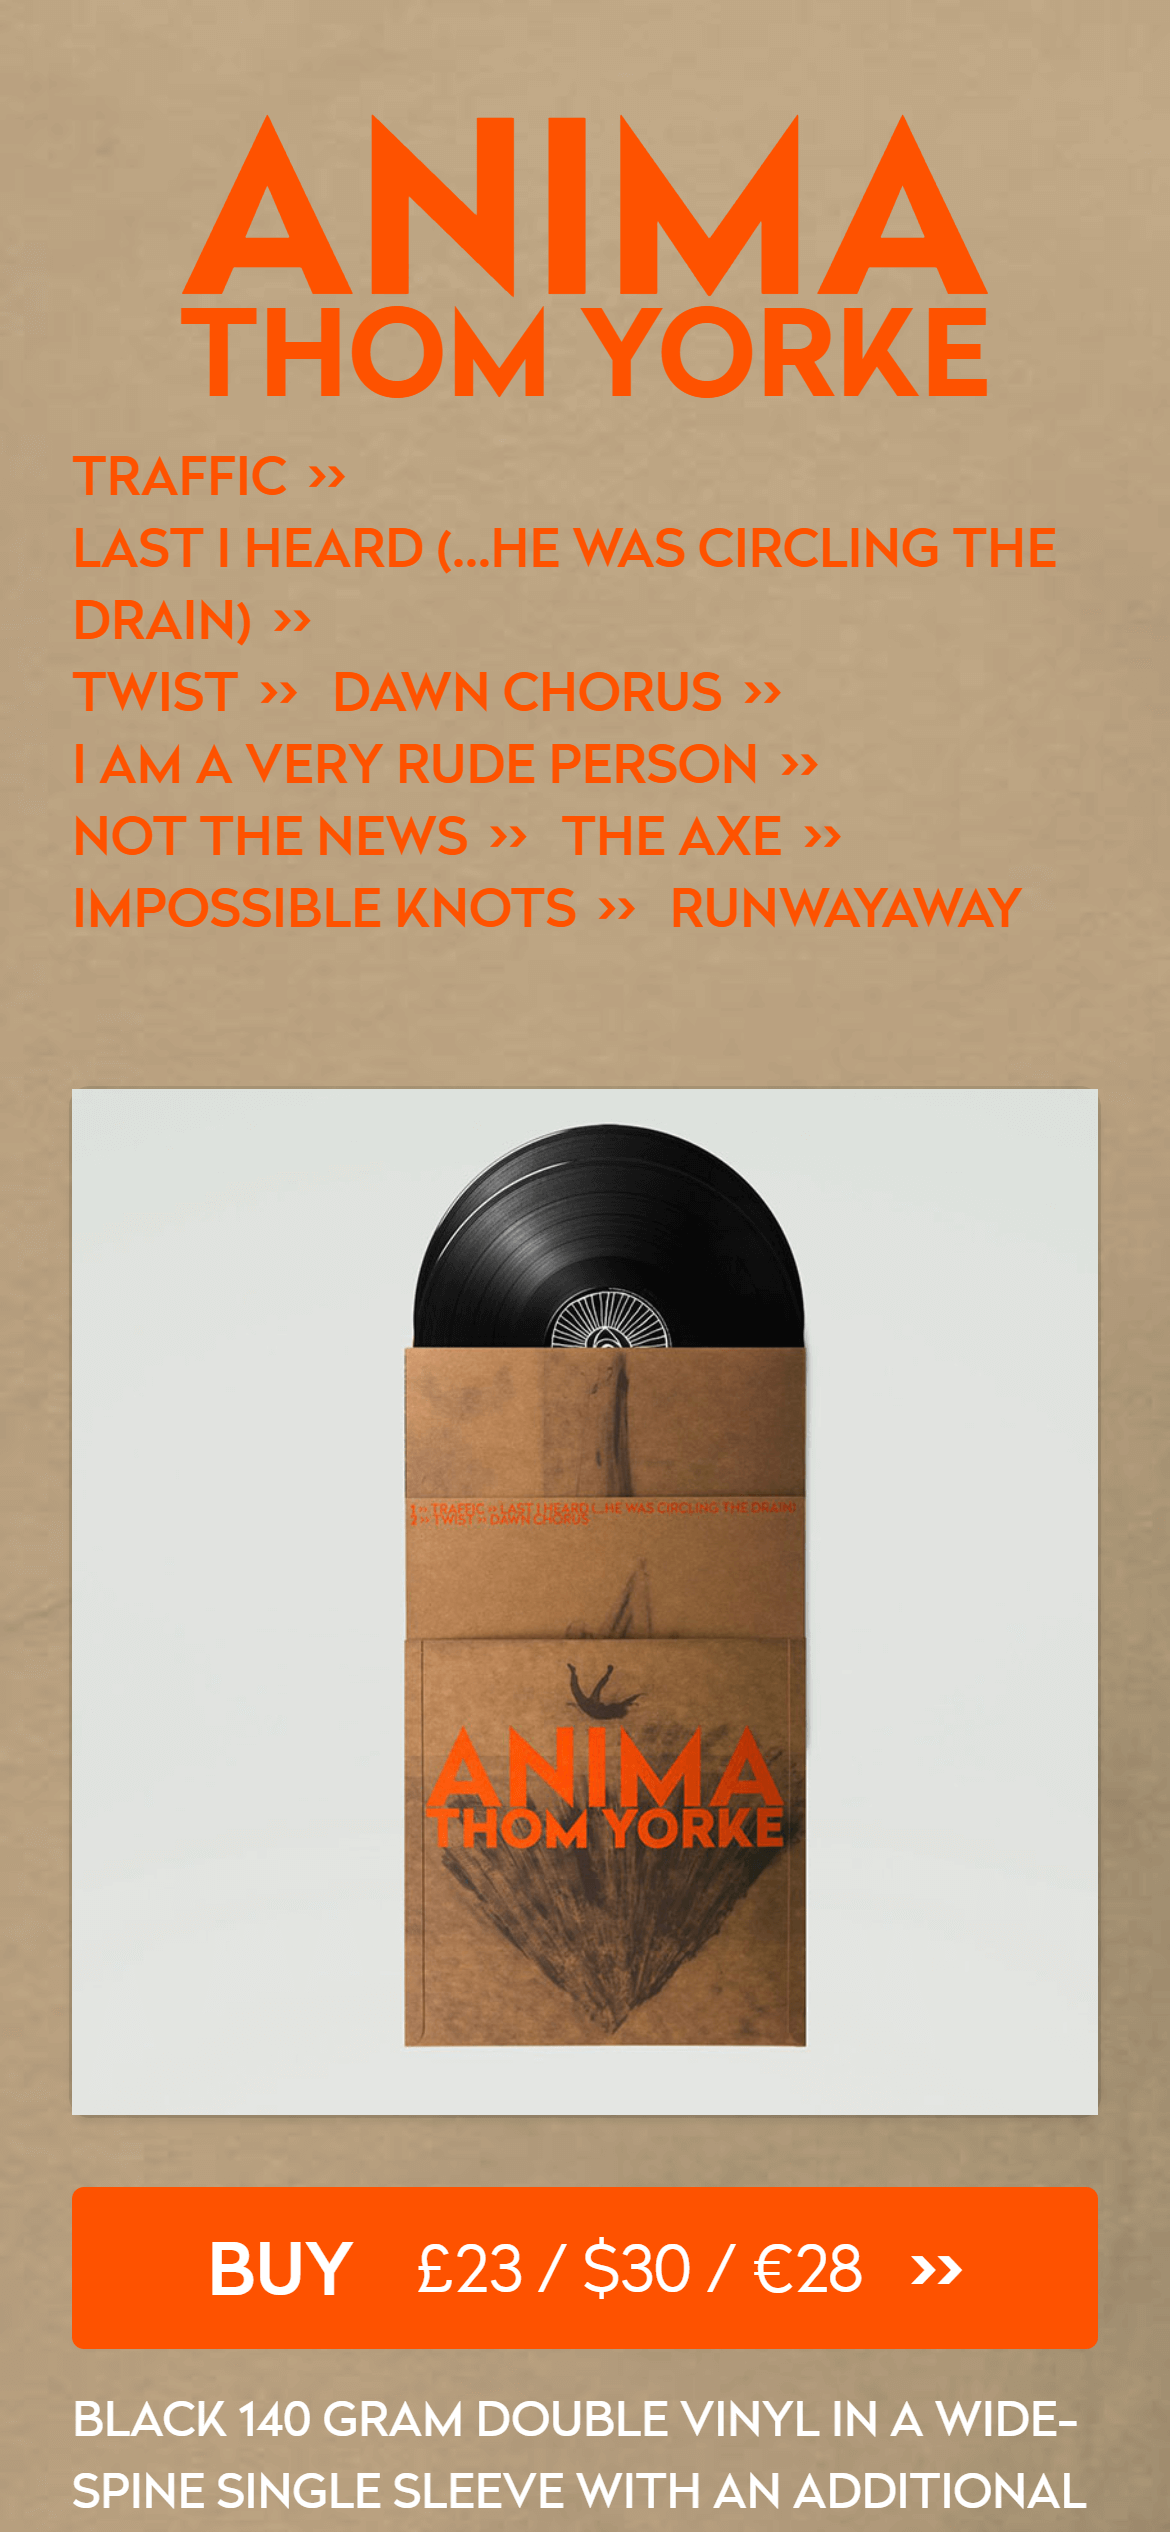 ANIMA
THOM YORKE
TRAFFIC »
LAST I HEARD (...HE WAS CIRCLING THE
DRAIN) »
TWIST » DAWN CHORUS »
I AM A VERY RUDE PERSON »
NOT THE NEWS » THE AXE »
IMPOSSIBLE KNOTS » RUNWAYAWAY
1 » TRAFFIC » LAST I HEARD (...HE WAS CIRCLING THE DRAIN)
2 » TWIST » DAWN CHORUS
ANIMA
THOM YORKE
BUY £23 / $30 / €28 »
BLACK 140 GRAM DOUBLE VINYL IN A WIDE-
SPINE SINGLE SLEEVE WITH AN ADDITIONAL